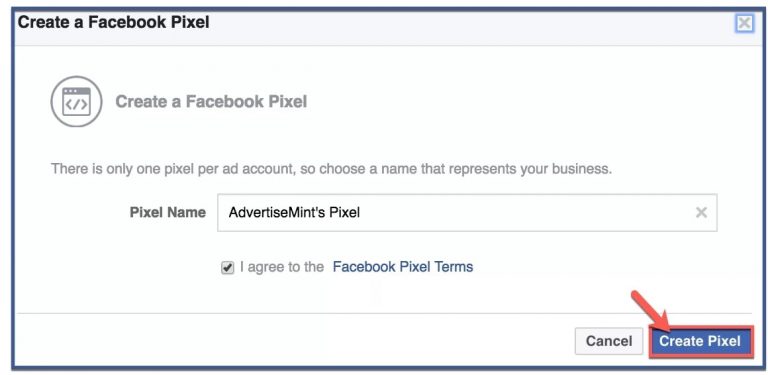 Create a Facebook Pixel
Create a Facebook Pixel
There is only one pixel per ad account, so choose a name that represents your business.
Pixel Name AdvertiseMint's Pixel
I agree to the Facebook Pixel Terms
Cancel Create Pixel